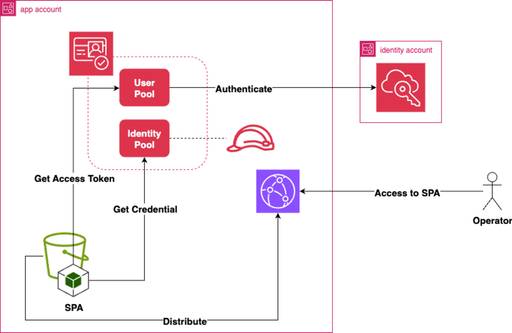 app account
identity account
User
Pool
Authenticate
Identity
Pool
Get Access Token
Access to SPA
Get Credential
Operator
SPA
Distribute